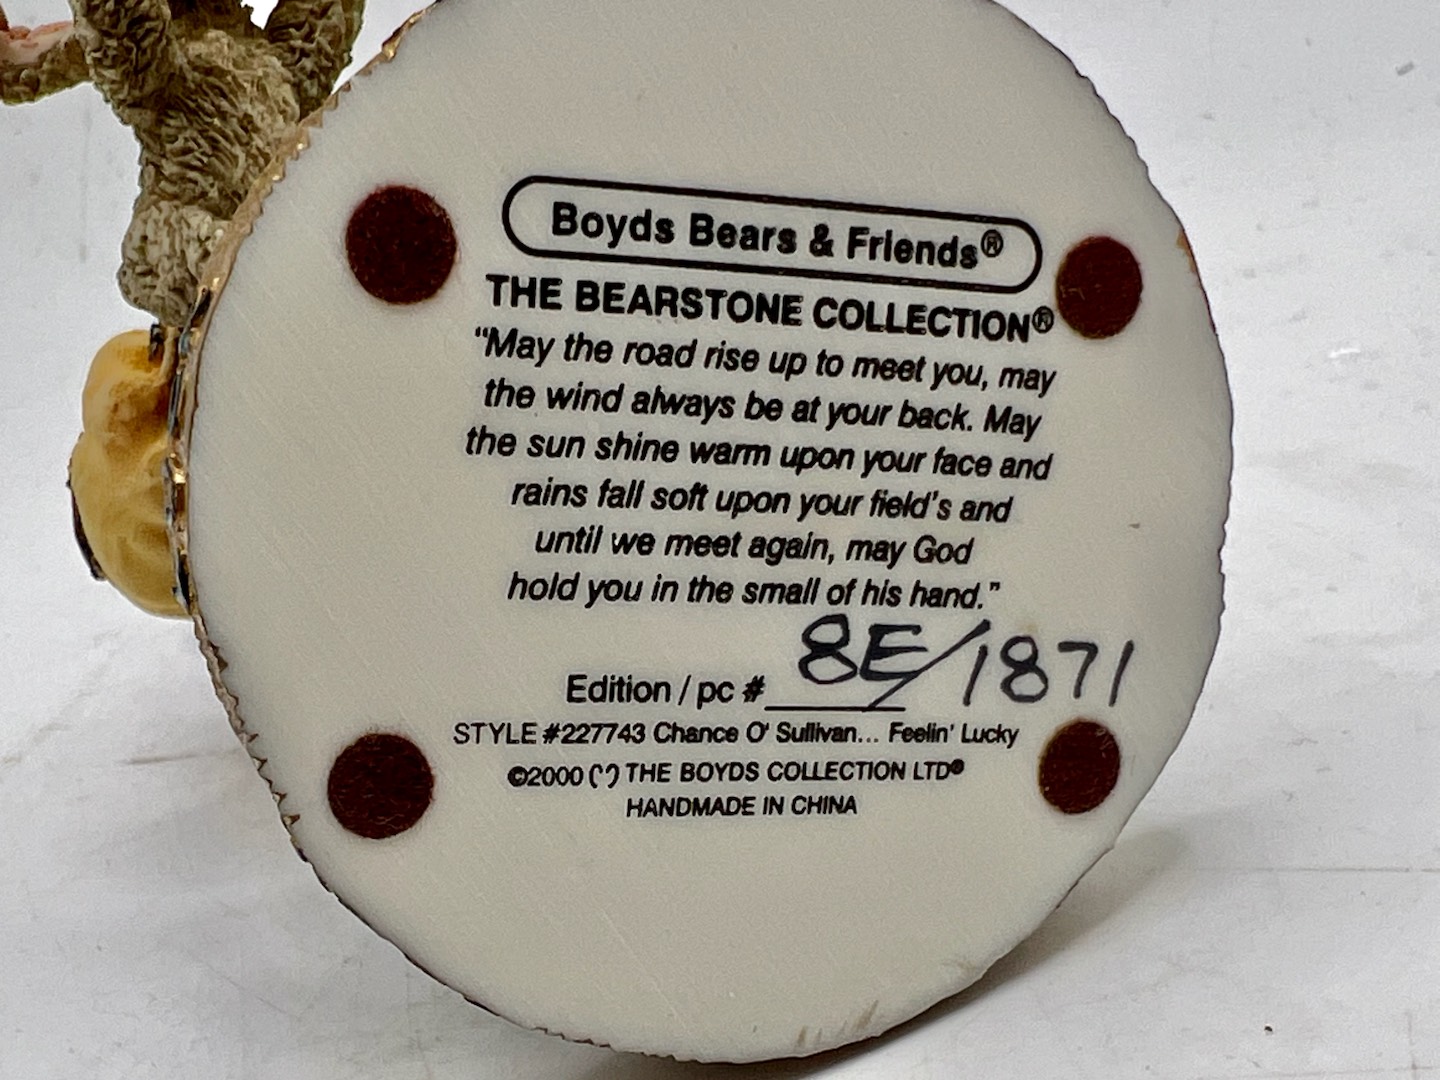 Boyds Bears & Friends®
THE BEARSTONE COLLECTION®
"May the road rise up to meet you, may
the wind always be at your back. May
the sun shine warm upon your face and
rains fall soft upon your field's and
until we meet again, may God
hold you in the small of his hand."
Edition / pc # 8E/1871
STYLE #227743 Chance O' Sullivan... Feelin' Lucky
©2000 (") THE BOYDS COLLECTION LTD®
HANDMADE IN CHINA